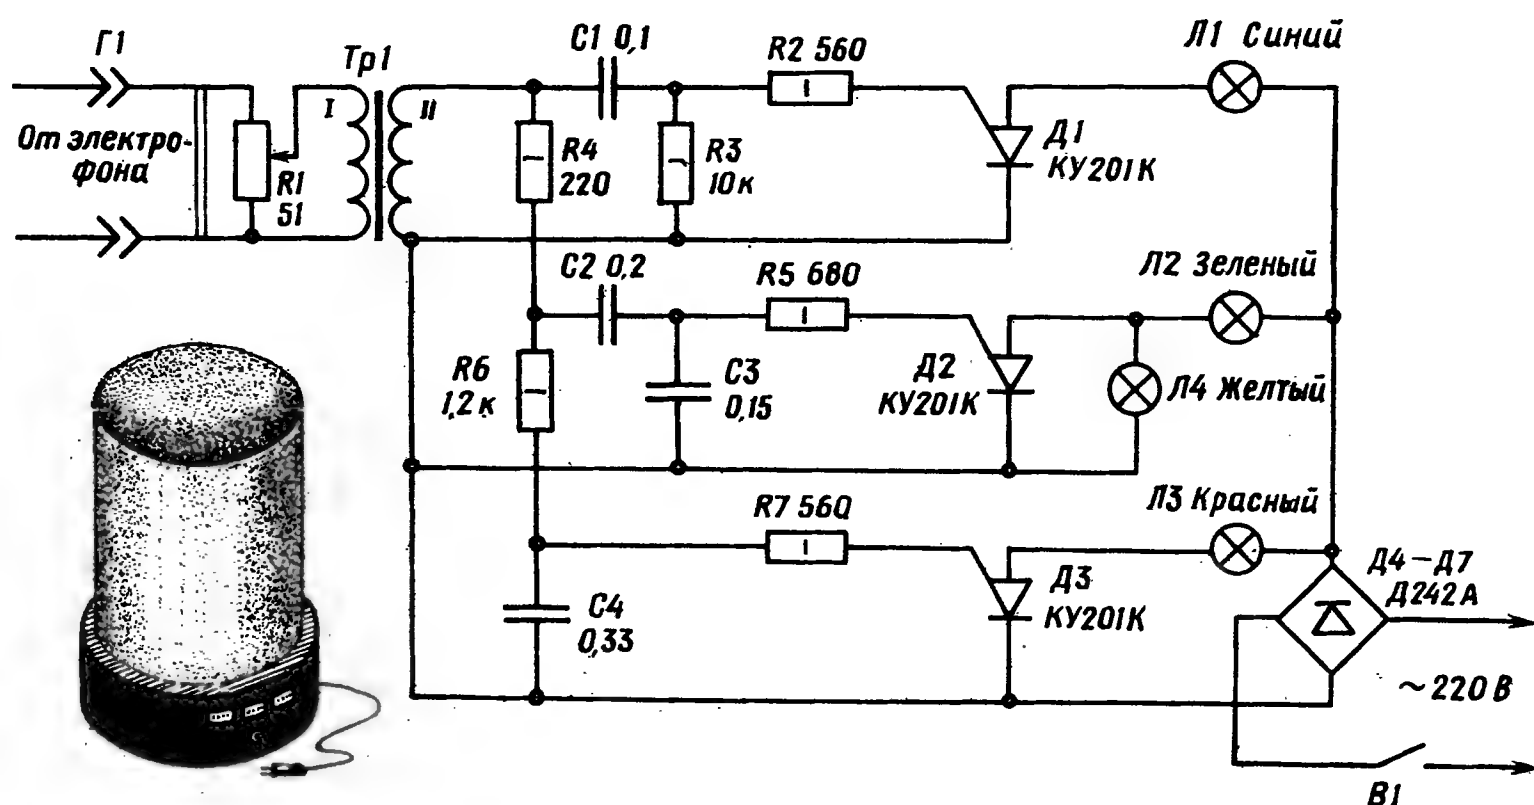 Г1
Тр1
C1 0,1
R2 560
Л1 Синий
I
II
От электро-
фона
R1
51
R4
220
R3
10к
Д1
КУ201К
C2 0,2
R5 680
Л2 Зеленый
R6
1,2к
C3
0,15
Д2
КУ201К
Л4 Желтый
R7 560
Л3 Красный
C4
0,33
Д3
КУ201К
Д4–Д7
Д242А
~220 В
В1